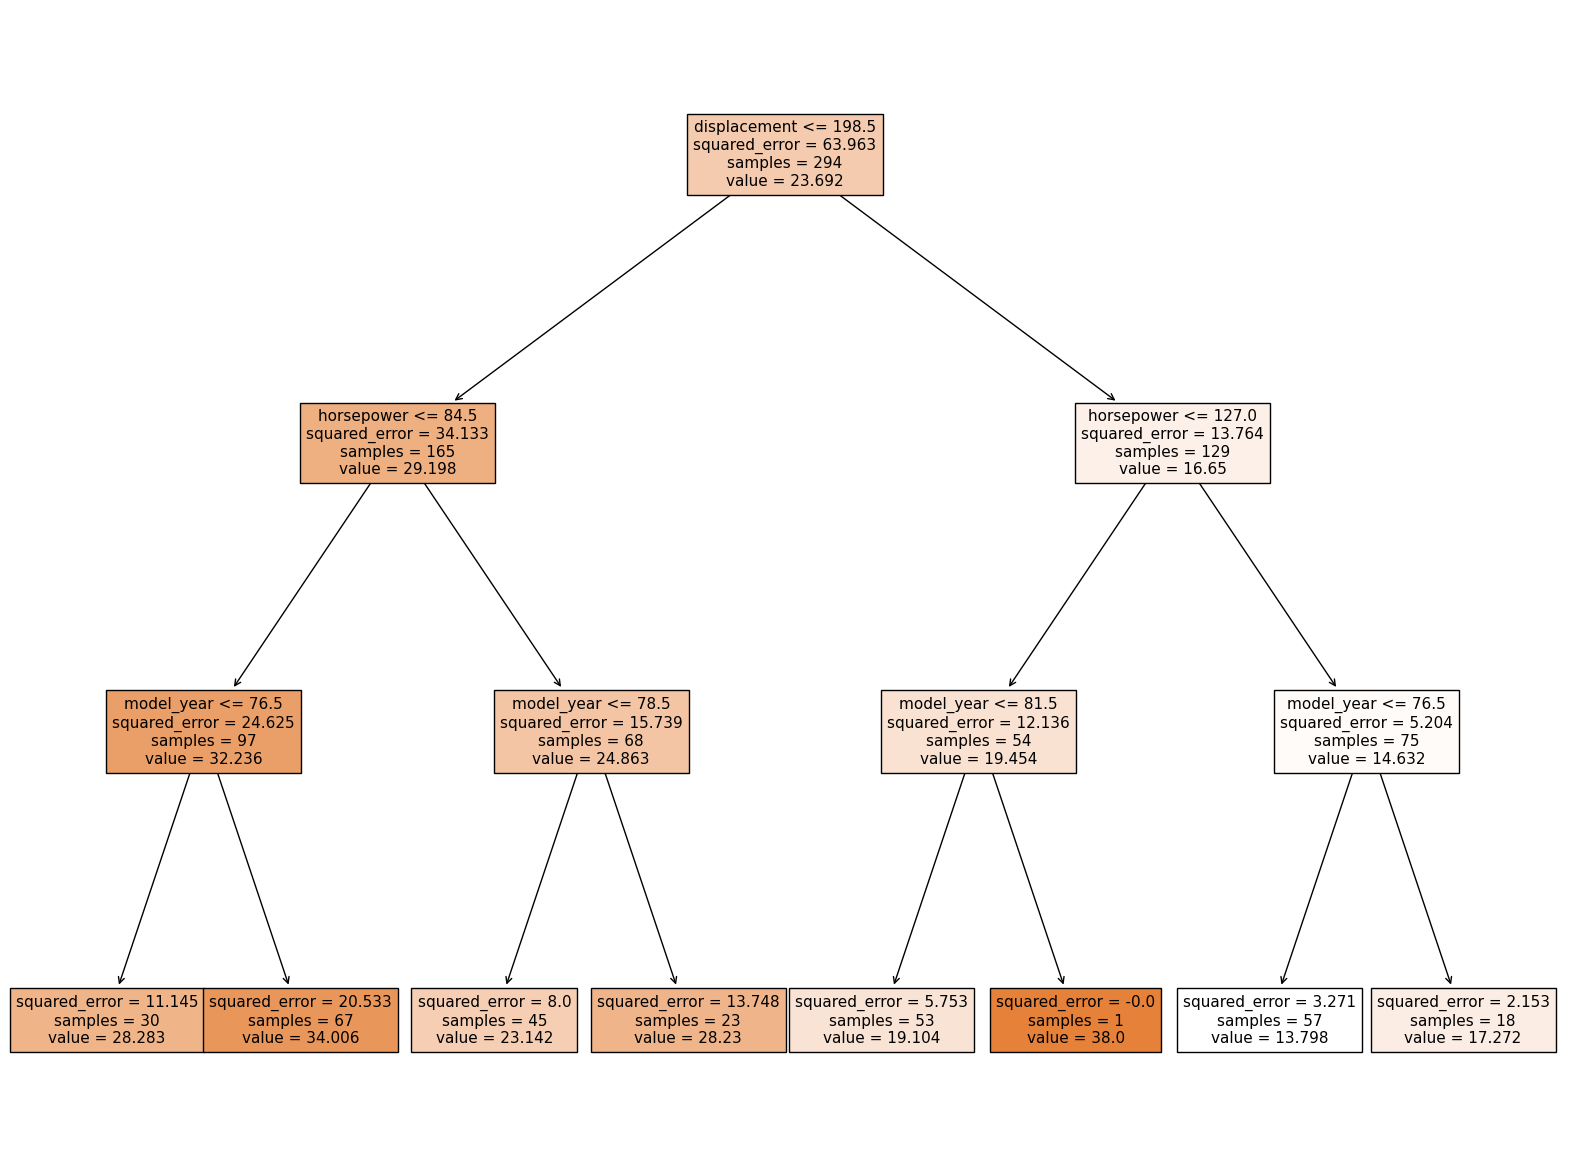 displacement <= 198.5
squared_error = 63.963
samples = 294
value = 23.692
horsepower <= 84.5
squared_error = 34.133
samples = 165
value = 29.198
horsepower <= 127.0
squared_error = 13.764
samples = 129
value = 16.65
model_year <= 76.5
squared_error = 24.625
samples = 97
value = 32.236
model_year <= 78.5
squared_error = 15.739
samples = 68
value = 24.863
model_year <= 81.5
squared_error = 12.136
samples = 54
value = 19.454
model_year <= 76.5
squared_error = 5.204
samples = 75
value = 14.632
squared_error = 11.145
samples = 30
value = 28.283
squared_error = 20.533
samples = 67
value = 34.006
squared_error = 8.0
samples = 45
value = 23.142
squared_error = 13.748
samples = 23
value = 28.23
squared_error = 5.753
samples = 53
value = 19.104
squared_error = -0.0
samples = 1
value = 38.0
squared_error = 3.271
samples = 57
value = 13.798
squared_error = 2.153
samples = 18
value = 17.272